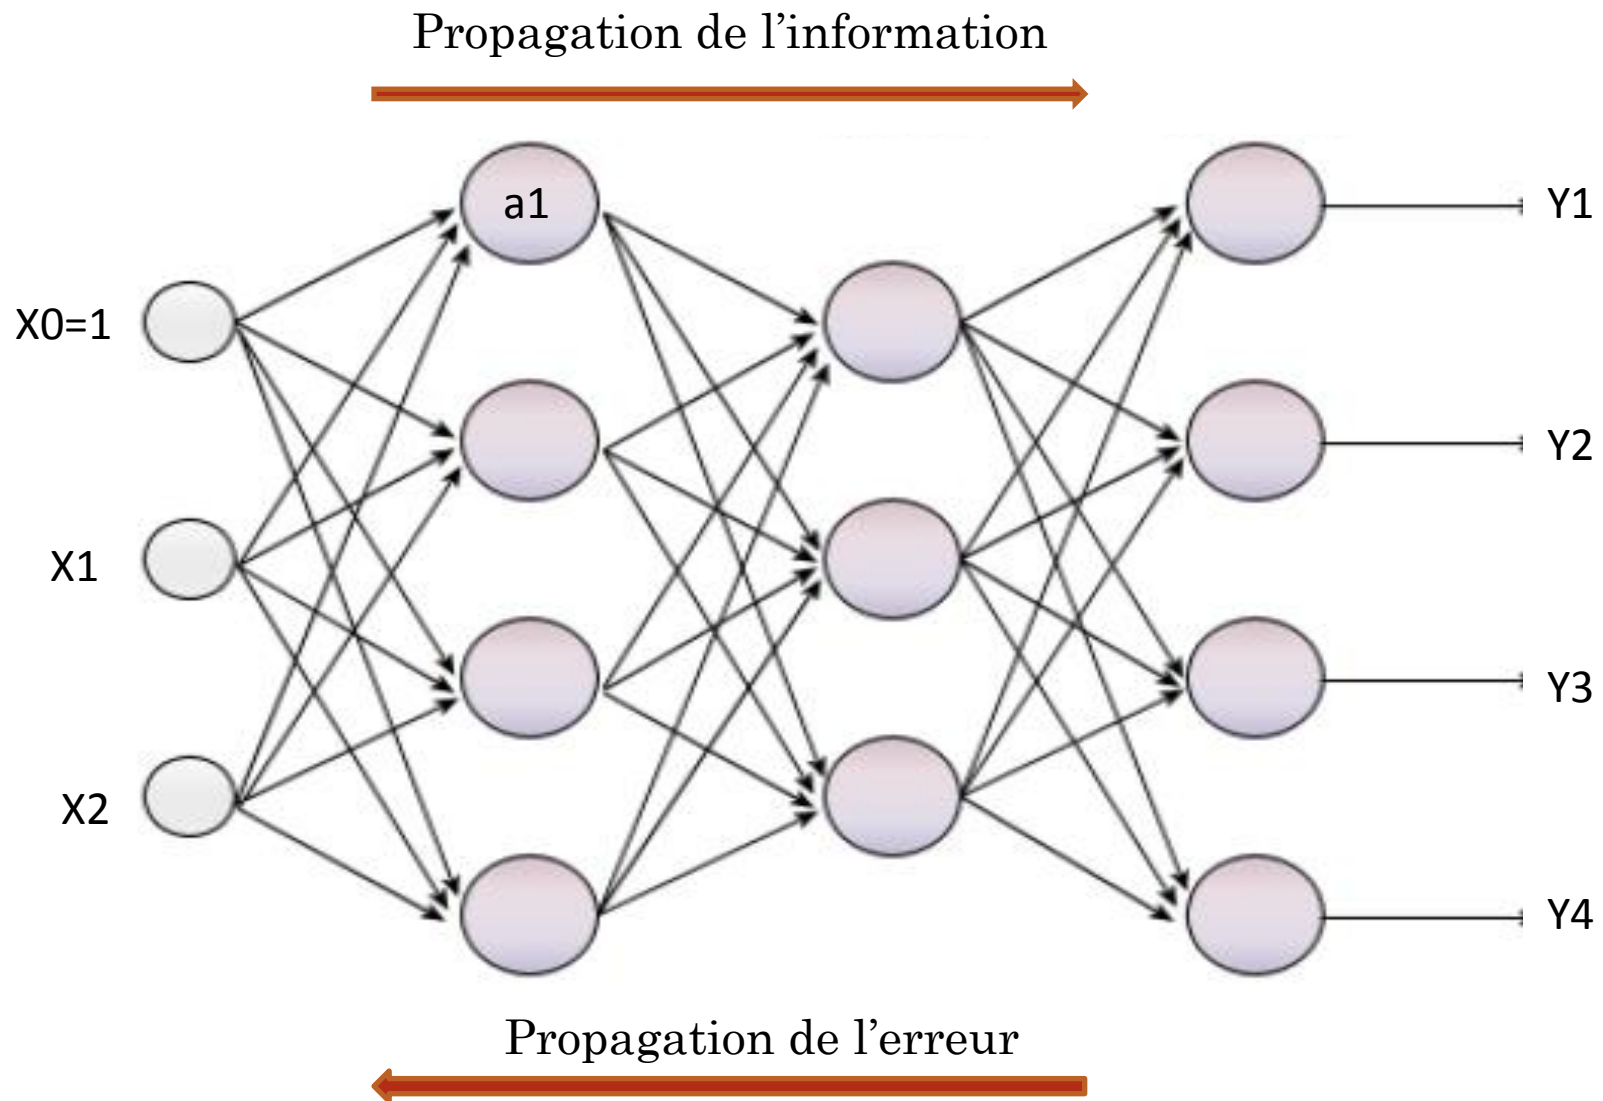 Propagation de l’information
a1
Y1
X0=1
Y2
X1
Y3
X2
Y4
Propagation de l’erreur